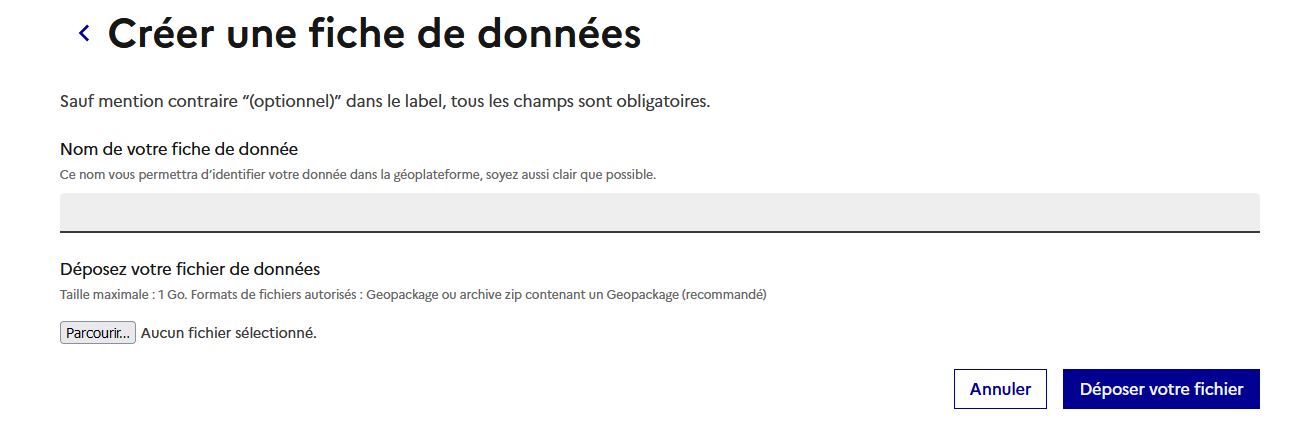 Créer une fiche de données
Sauf mention contraire “(optionnel)” dans le label, tous les champs sont obligatoires.
Nom de votre fiche de donnée
Ce nom vous permettra d’identifier votre donnée dans la géoplateforme, soyez aussi clair que possible.
Déposez votre fichier de données
Taille maximale : 1 Go. Formats de fichiers autorisés : Geopackage ou archive zip contenant un Geopackage (recommandé)
Parcourir... Aucun fichier sélectionné.
Annuler Déposer votre fichier